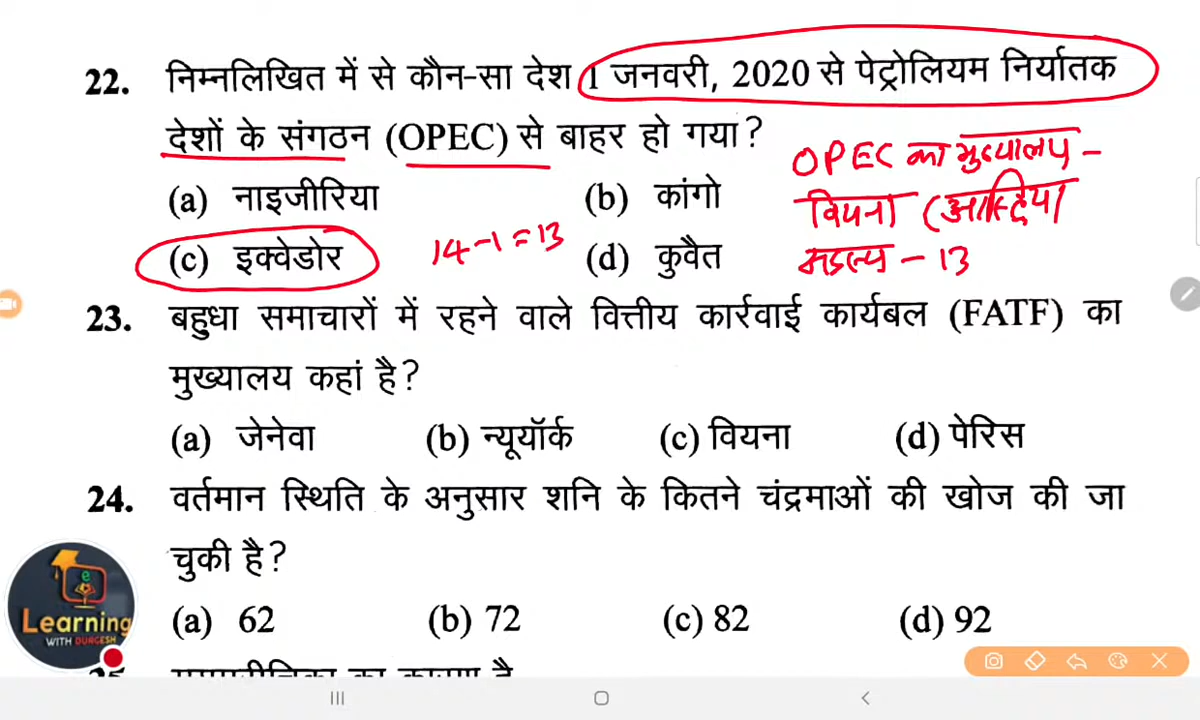 22. निम्नलिखित में से कौन-सा देश 1 जनवरी, 2020 से पेट्रोलियम निर्यातक
देशों के संगठन (OPEC) से बाहर हो गया?
OPEC का मुख्यालय -
(a) नाइजीरिया (b) कांगो
वियना (आस्ट्रिया)
(c) इक्वेडोर 14-1=13 (d) कुवैत
सदस्य - 13
23. बहुधा समाचारों में रहने वाले वित्तीय कार्रवाई कार्यबल (FATF) का
मुख्यालय कहां है?
(a) जेनेवा (b) न्यूयॉर्क (c) वियना (d) पेरिस
24. वर्तमान स्थिति के अनुसार शनि के कितने चंद्रमाओं की खोज की जा
चुकी है?
(a) 62 (b) 72 (c) 82 (d) 92
e
Learning
WITH DURGESH